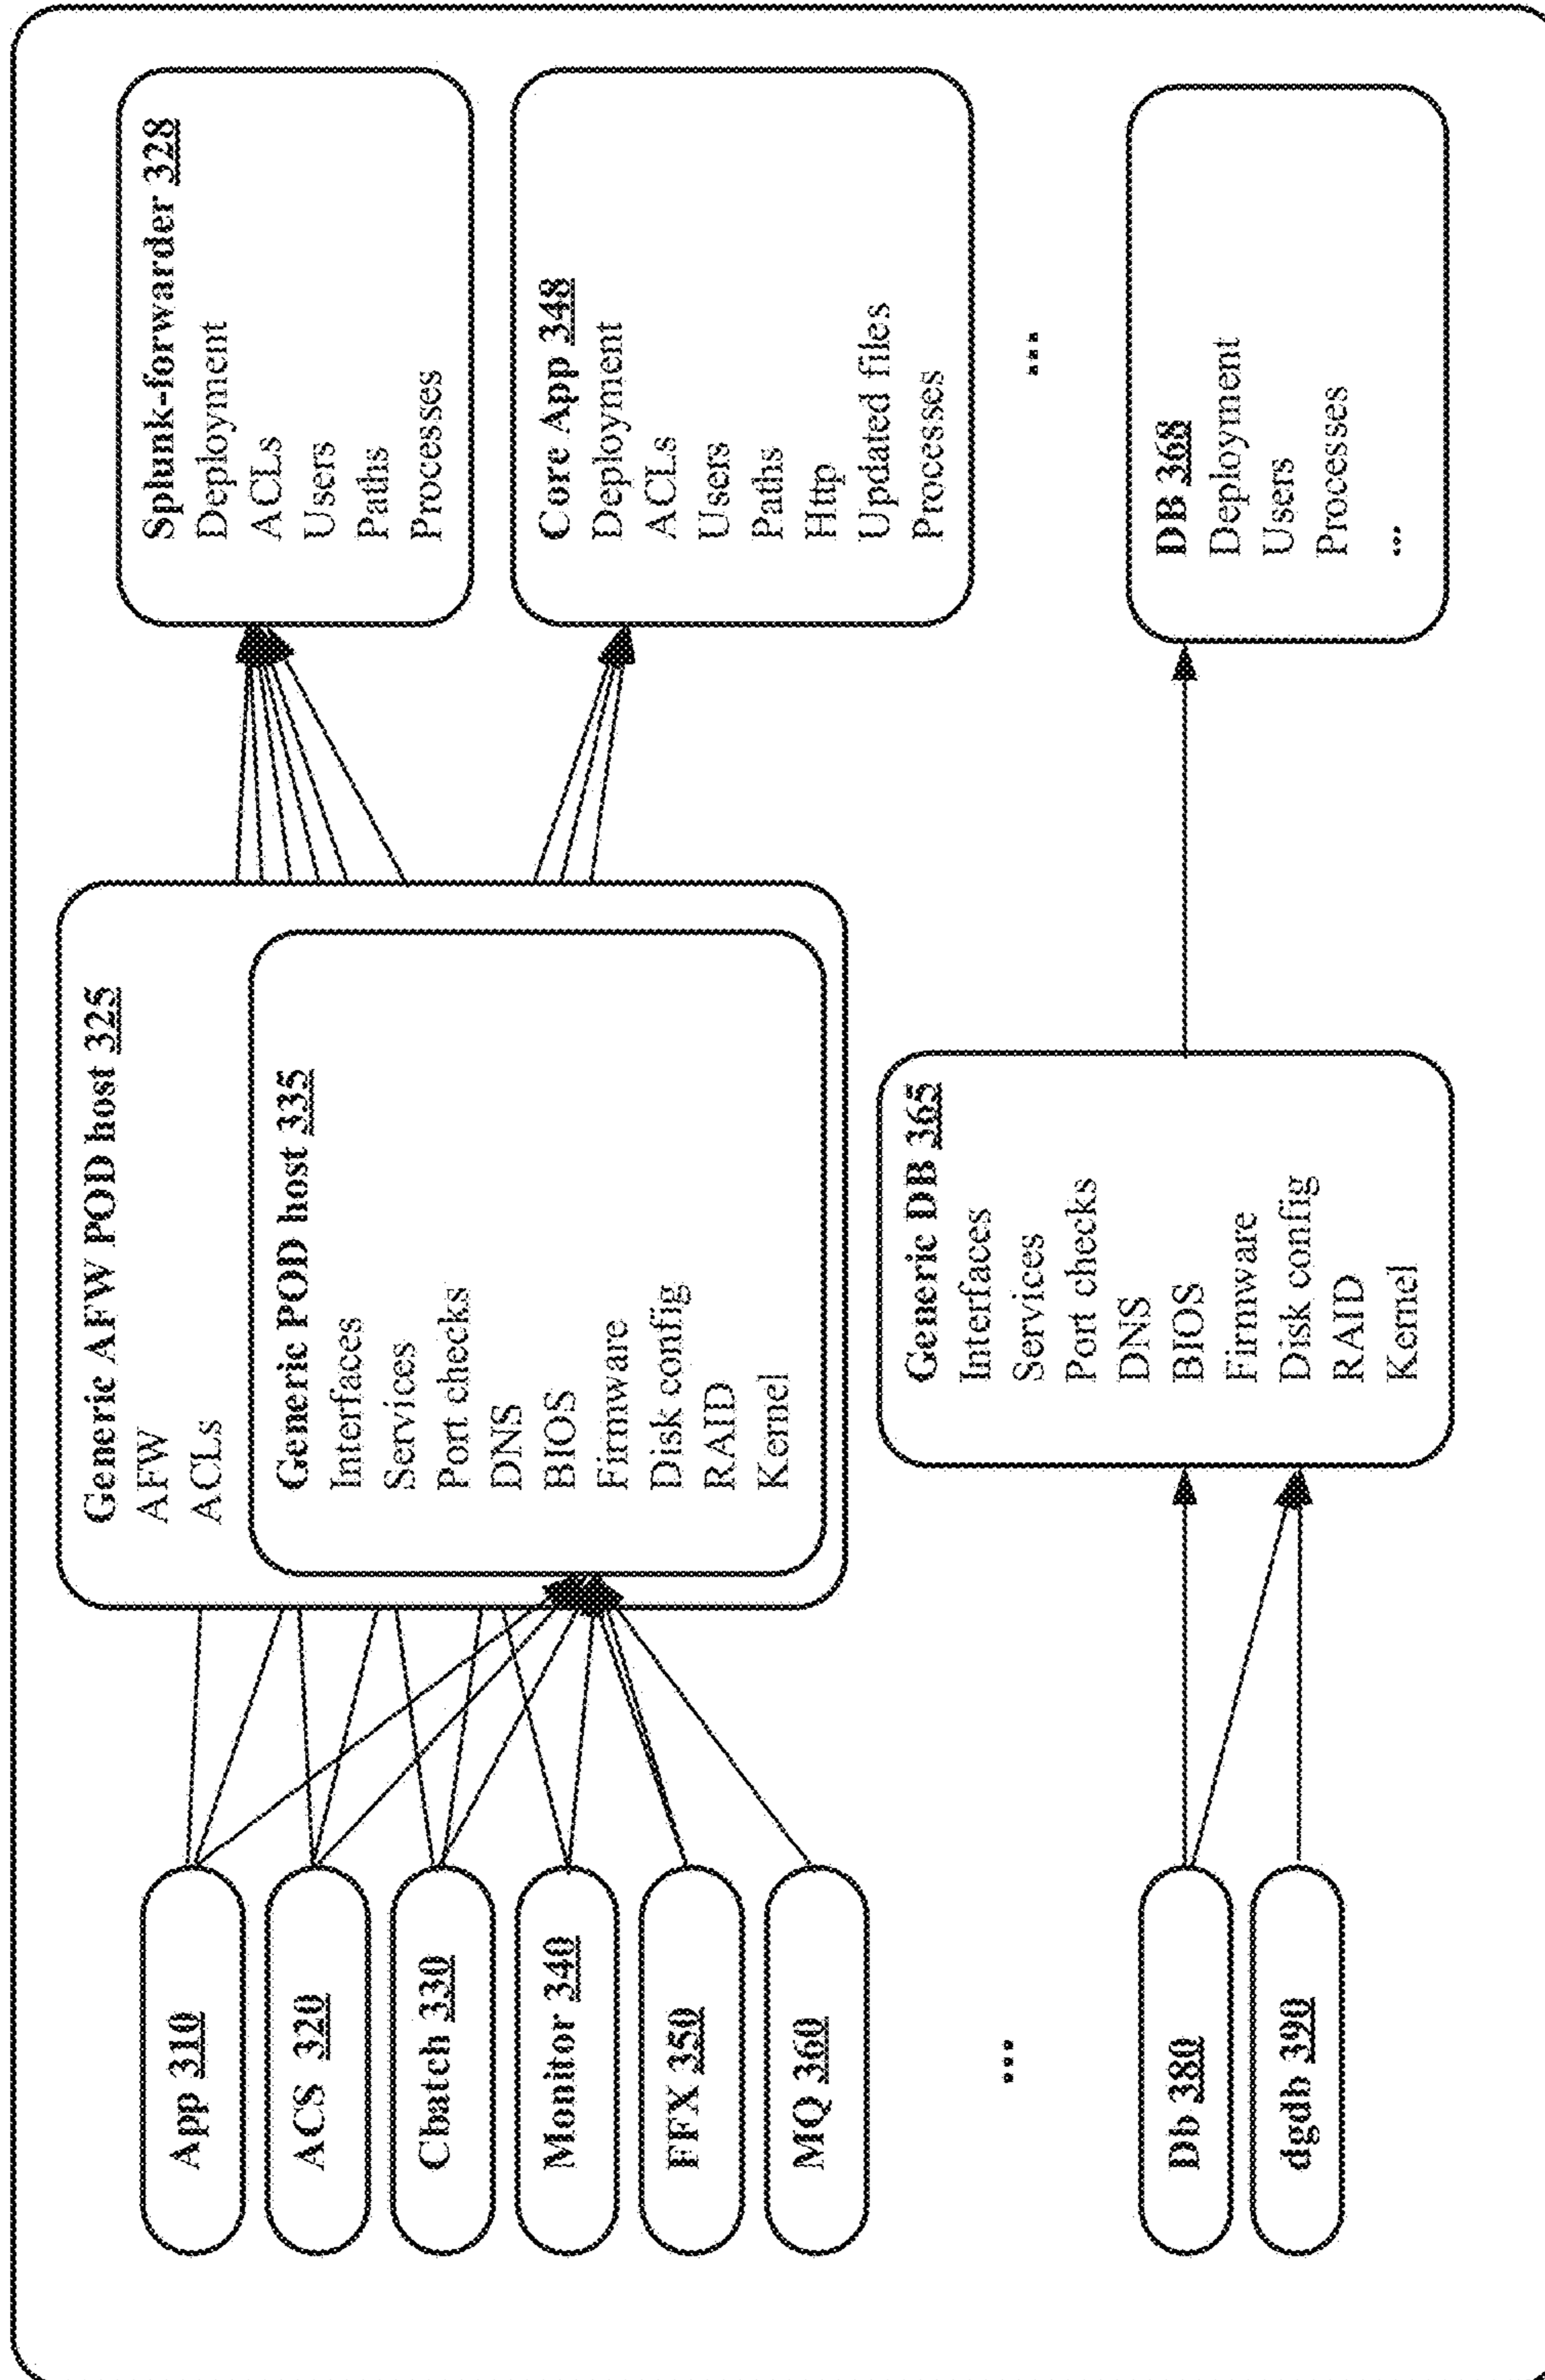 App 310
ACS 320
Cbatch 330
Monitor 340
FFX 350
MQ 360
...
Db 380
dgdb 390
Generic AFW POD host 325
AFW
ACLs
Generic POD host 335
Interfaces
Services
Port checks
DNS
BIOS
Firmware
Disk config
RAID
Kernel
Generic DB 365
Interfaces
Services
Port checks
DNS
BIOS
Firmware
Disk config
RAID
Kernel
Splunk-forwarder 328
Deployment
ACLs
Users
Paths
Processes
Core App 348
Deployment
ACLs
Users
Paths
Http
Updated files
Processes
...
DB 368
Deployment
Users
Processes
...